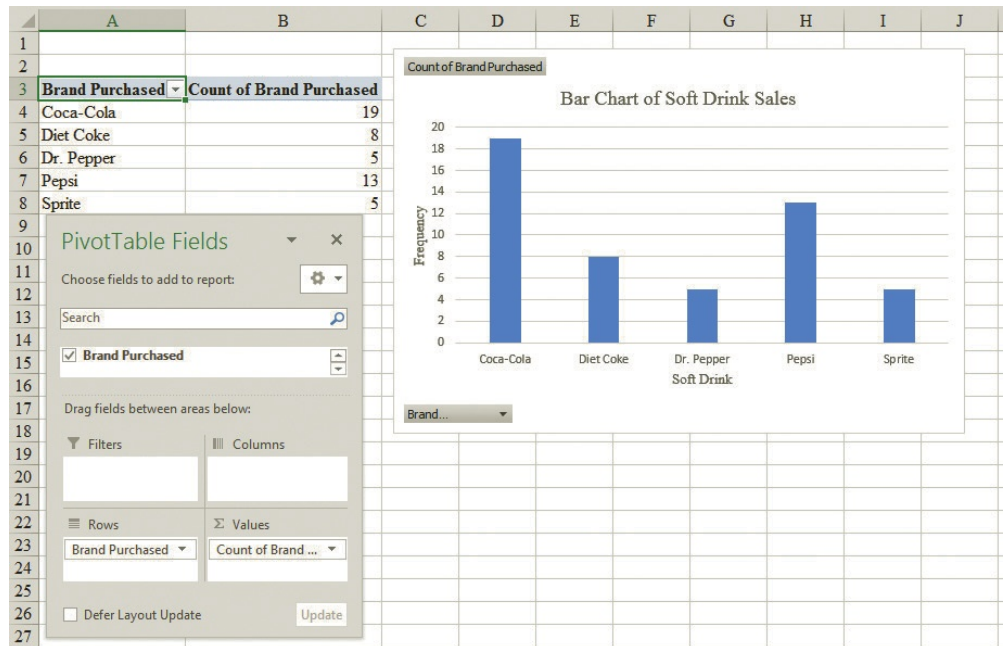 A B C D E F G H I J
1
2
3 Brand Purchased Count of Brand Purchased
4 Coca-Cola 19
5 Diet Coke 8
6 Dr. Pepper 5
7 Pepsi 13
8 Sprite 5
9
10
11
12
13
14
15
16
17
18
19
20
21
22
23
24
25
26
27
PivotTable Fields
Choose fields to add to report:
Search
Brand Purchased
Drag fields between areas below:
Filters Columns
Rows Σ Values
Brand Purchased Count of Brand ...
Defer Layout Update Update
Count of Brand Purchased
Bar Chart of Soft Drink Sales
Frequency
20
18
16
14
12
10
8
6
4
2
0
Coca-Cola Diet Coke Dr. Pepper Pepsi Sprite
Soft Drink
Brand...